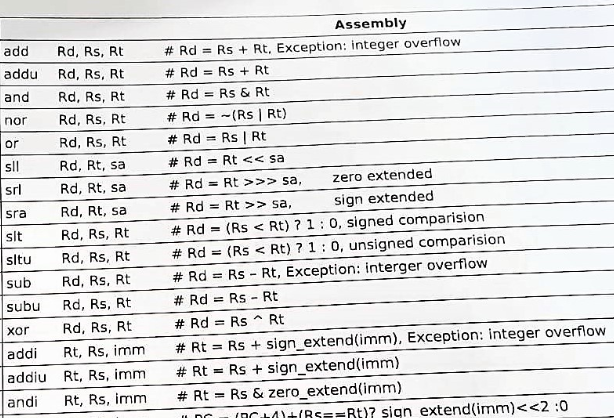 Assembly
add Rd, Rs, Rt # Rd = Rs + Rt, Exception: integer overflow
addu Rd, Rs, Rt # Rd = Rs + Rt
and Rd, Rs, Rt # Rd = Rs & Rt
nor Rd, Rs, Rt # Rd = ~(Rs | Rt)
or Rd, Rs, Rt # Rd = Rs | Rt
sll Rd, Rt, sa # Rd = Rt << sa
srl Rd, Rt, sa # Rd = Rt >>> sa, zero extended
sra Rd, Rt, sa # Rd = Rt >> sa, sign extended
slt Rd, Rs, Rt # Rd = (Rs < Rt) ? 1 : 0, signed comparision
sltu Rd, Rs, Rt # Rd = (Rs < Rt) ? 1 : 0, unsigned comparision
sub Rd, Rs, Rt # Rd = Rs – Rt, Exception: interger overflow
subu Rd, Rs, Rt # Rd = Rs – Rt
xor Rd, Rs, Rt # Rd = Rs ^ Rt
addi Rt, Rs, imm # Rt = Rs + sign_extend(imm), Exception: integer overflow
addiu Rt, Rs, imm # Rt = Rs + sign_extend(imm)
andi Rt, Rs, imm # Rt = Rs & zero_extend(imm)
# PC = (PC+4)+(Rs==Rt)? sign_extend(imm)<<2 :0